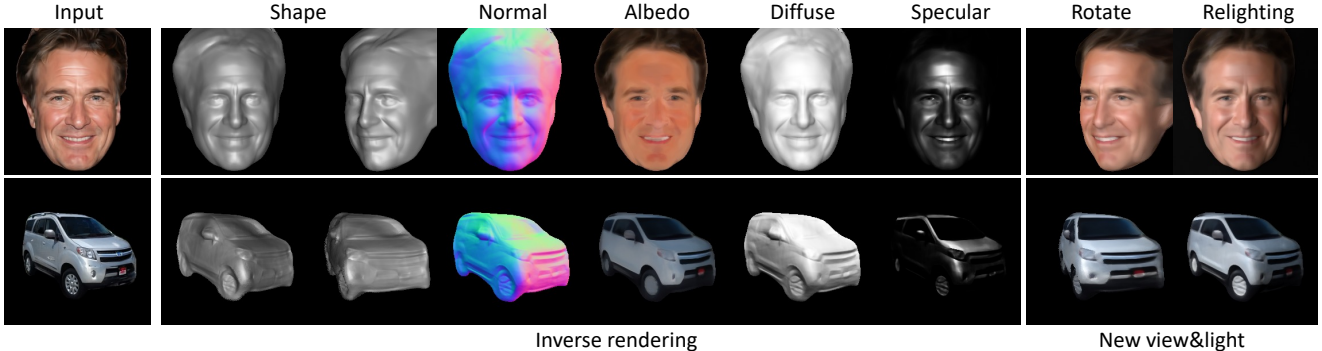 Input Shape Normal Albedo Diffuse Specular Rotate Relighting
Inverse rendering New view&light